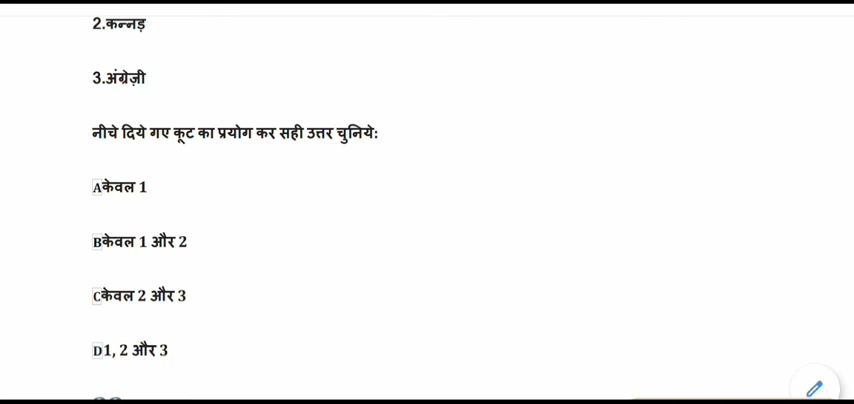 2.कन्नड़
3.अंग्रेज़ी
नीचे दिये गए कूट का प्रयोग कर सही उत्तर चुनिये:
Aकेवल 1
Bकेवल 1 और 2
Cकेवल 2 और 3
D1, 2 और 3